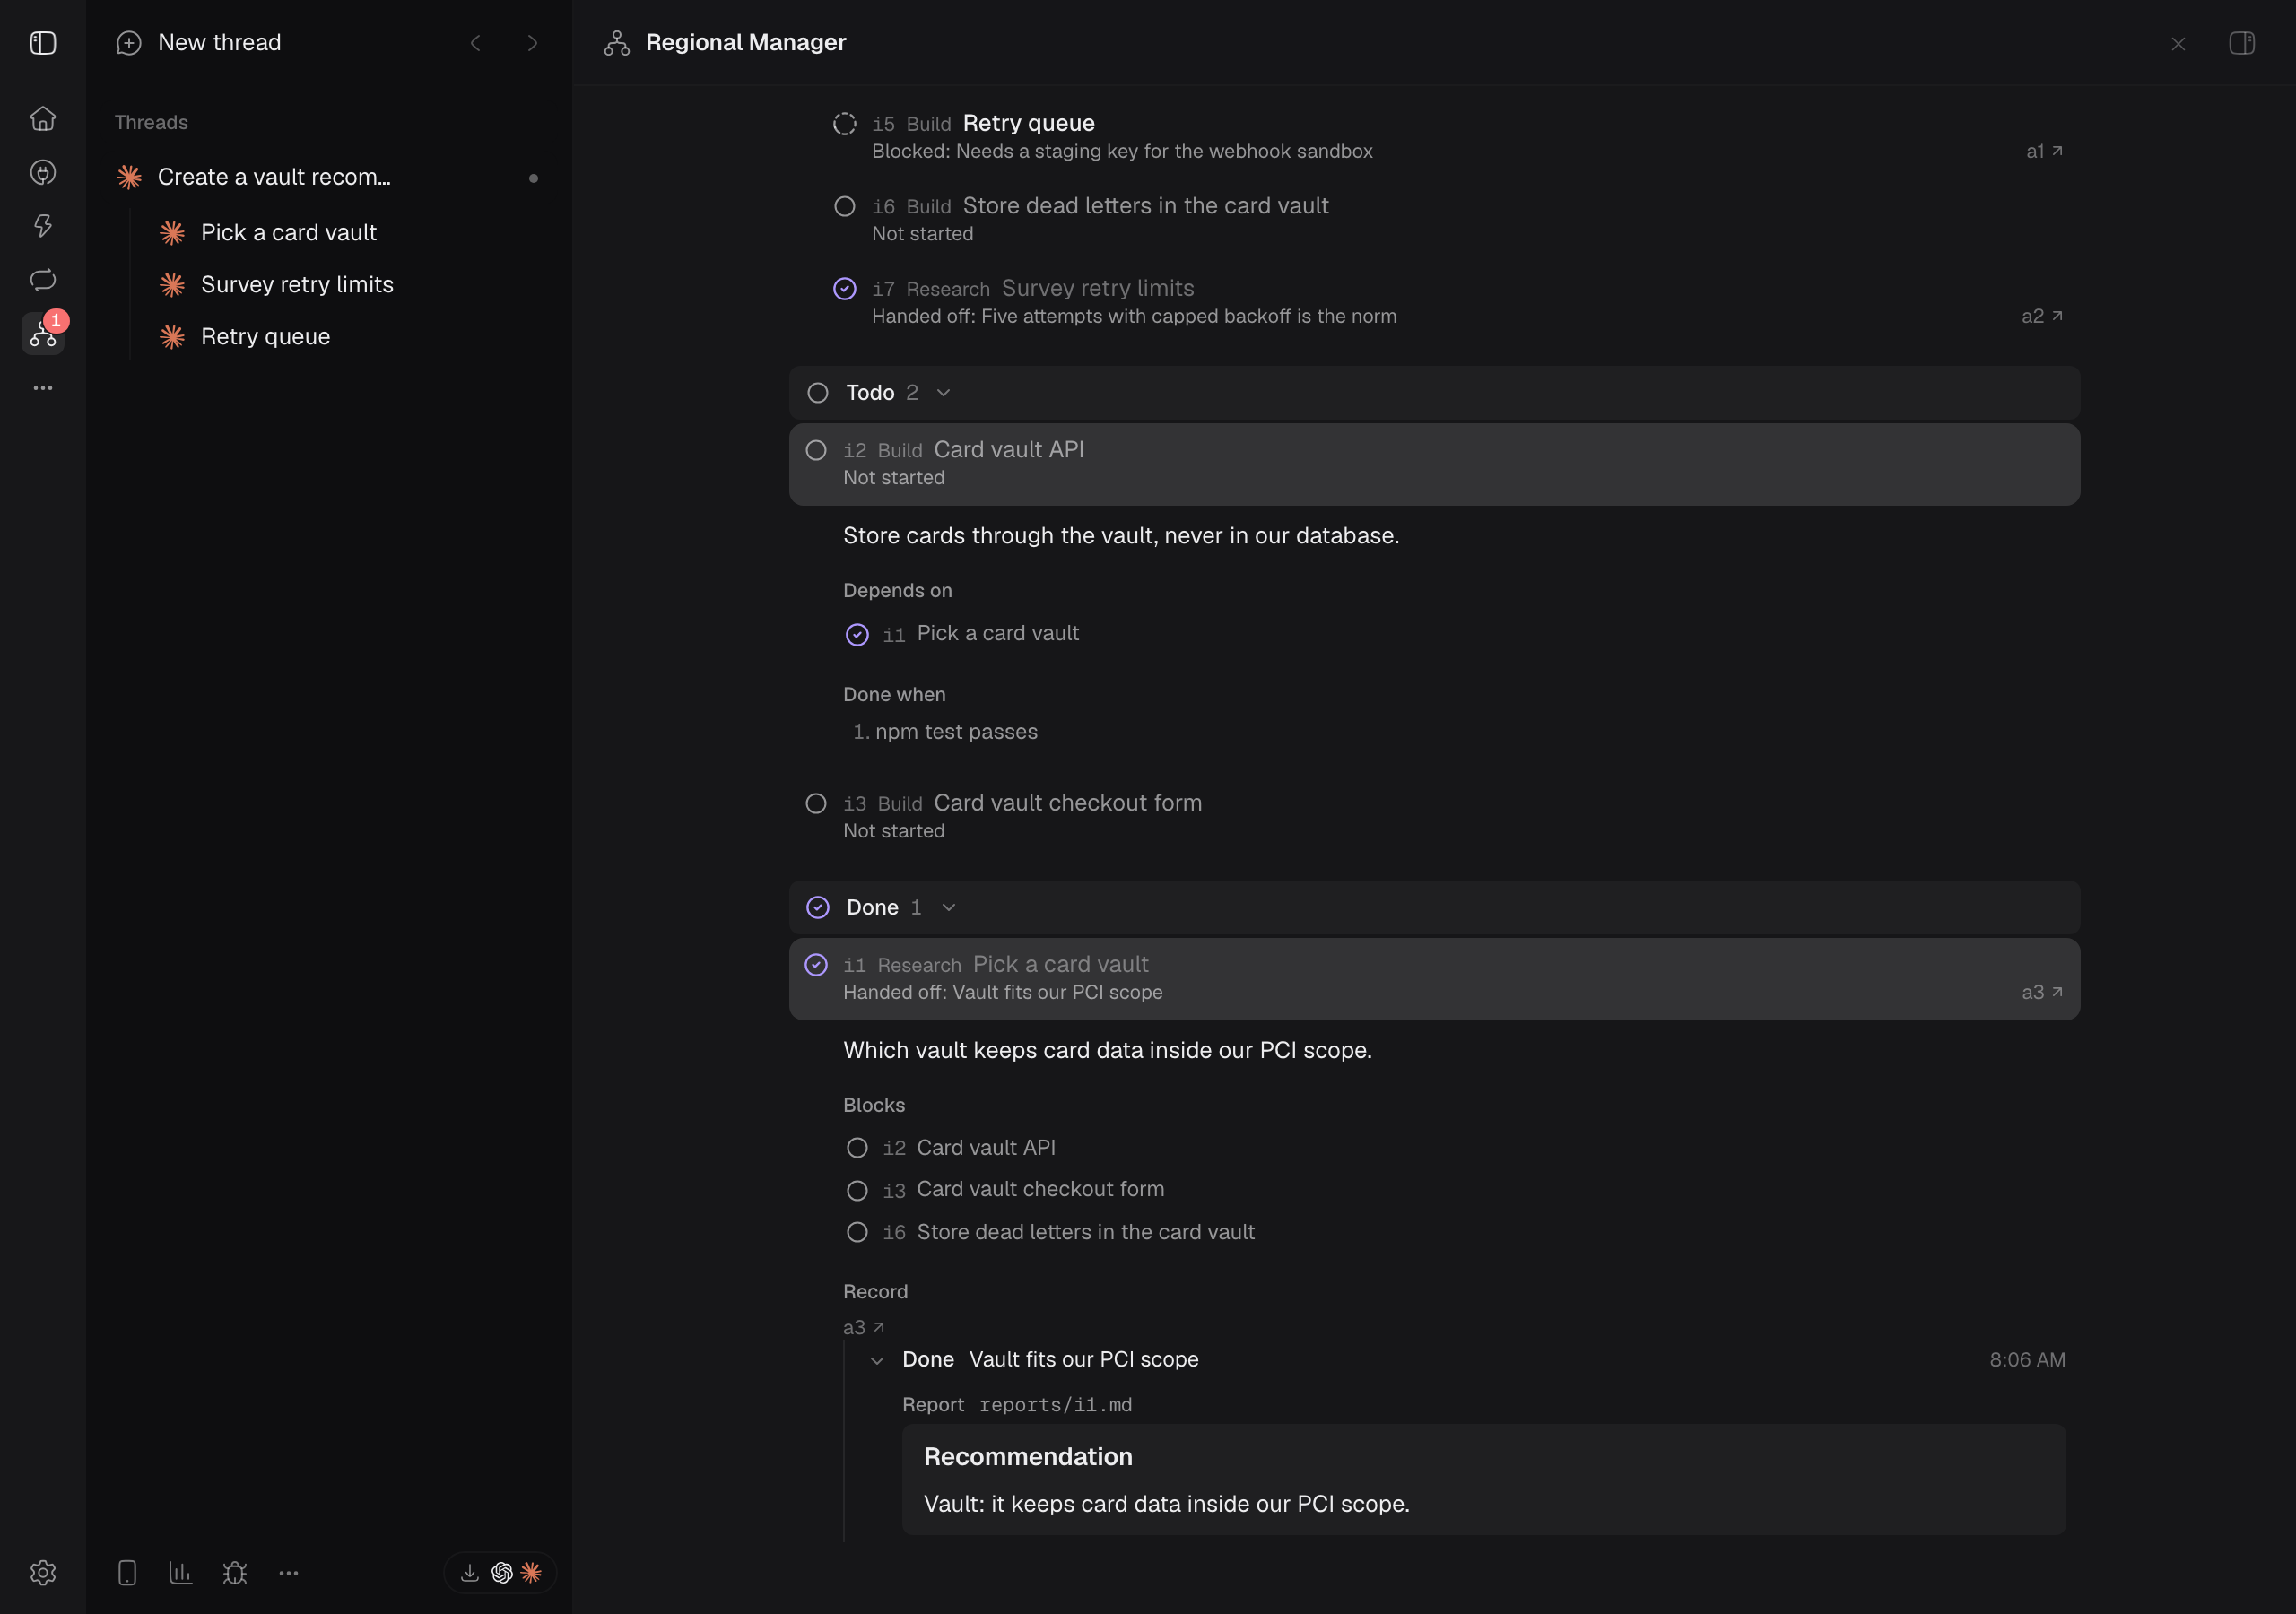 New thread
Threads
Create a vault recom...
Pick a card vault
Survey retry limits
Retry queue
1
Regional Manager
i5 Build Retry queue
Blocked: Needs a staging key for the webhook sandbox
a1
i6 Build Store dead letters in the card vault
Not started
i7 Research Survey retry limits
Handed off: Five attempts with capped backoff is the norm
a2
Todo 2
i2 Build Card vault API
Not started
Store cards through the vault, never in our database.
Depends on
i1 Pick a card vault
Done when
1. npm test passes
i3 Build Card vault checkout form
Not started
Done 1
i1 Research Pick a card vault
Handed off: Vault fits our PCI scope
a3
Which vault keeps card data inside our PCI scope.
Blocks
i2 Card vault API
i3 Card vault checkout form
i6 Store dead letters in the card vault
Record
a3
Done Vault fits our PCI scope
8:06 AM
Report reports/i1.md
Recommendation
Vault: it keeps card data inside our PCI scope.